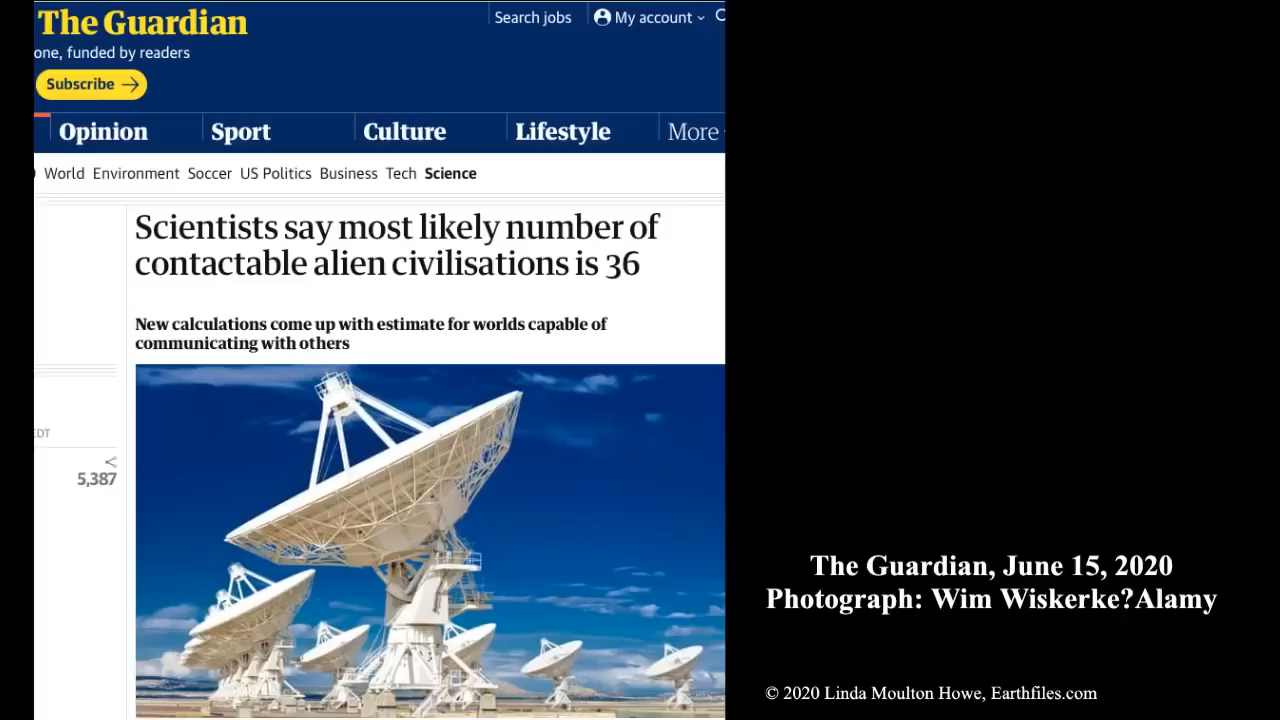 The Guardian
Search jobs
My account
one, funded by readers
Subscribe
Opinion
Sport
Culture
Lifestyle
More
World Environment Soccer US Politics Business Tech Science
Scientists say most likely number of
contactable alien civilisations is 36
New calculations come up with estimate for worlds capable of
communicating with others
EDT
5,387
The Guardian, June 15, 2020
Photograph: Wim Wiskerke?Alamy
© 2020 Linda Moulton Howe, Earthfiles.com